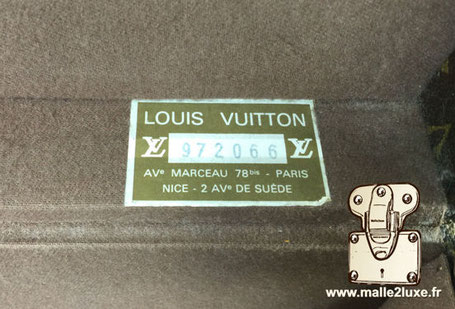 LOUIS VUITTON
LV 972066 LV
AVe MARCEAU 78bis - PARIS
NICE - 2 AVe DE SUÈDE
www.malle2luxe.fr